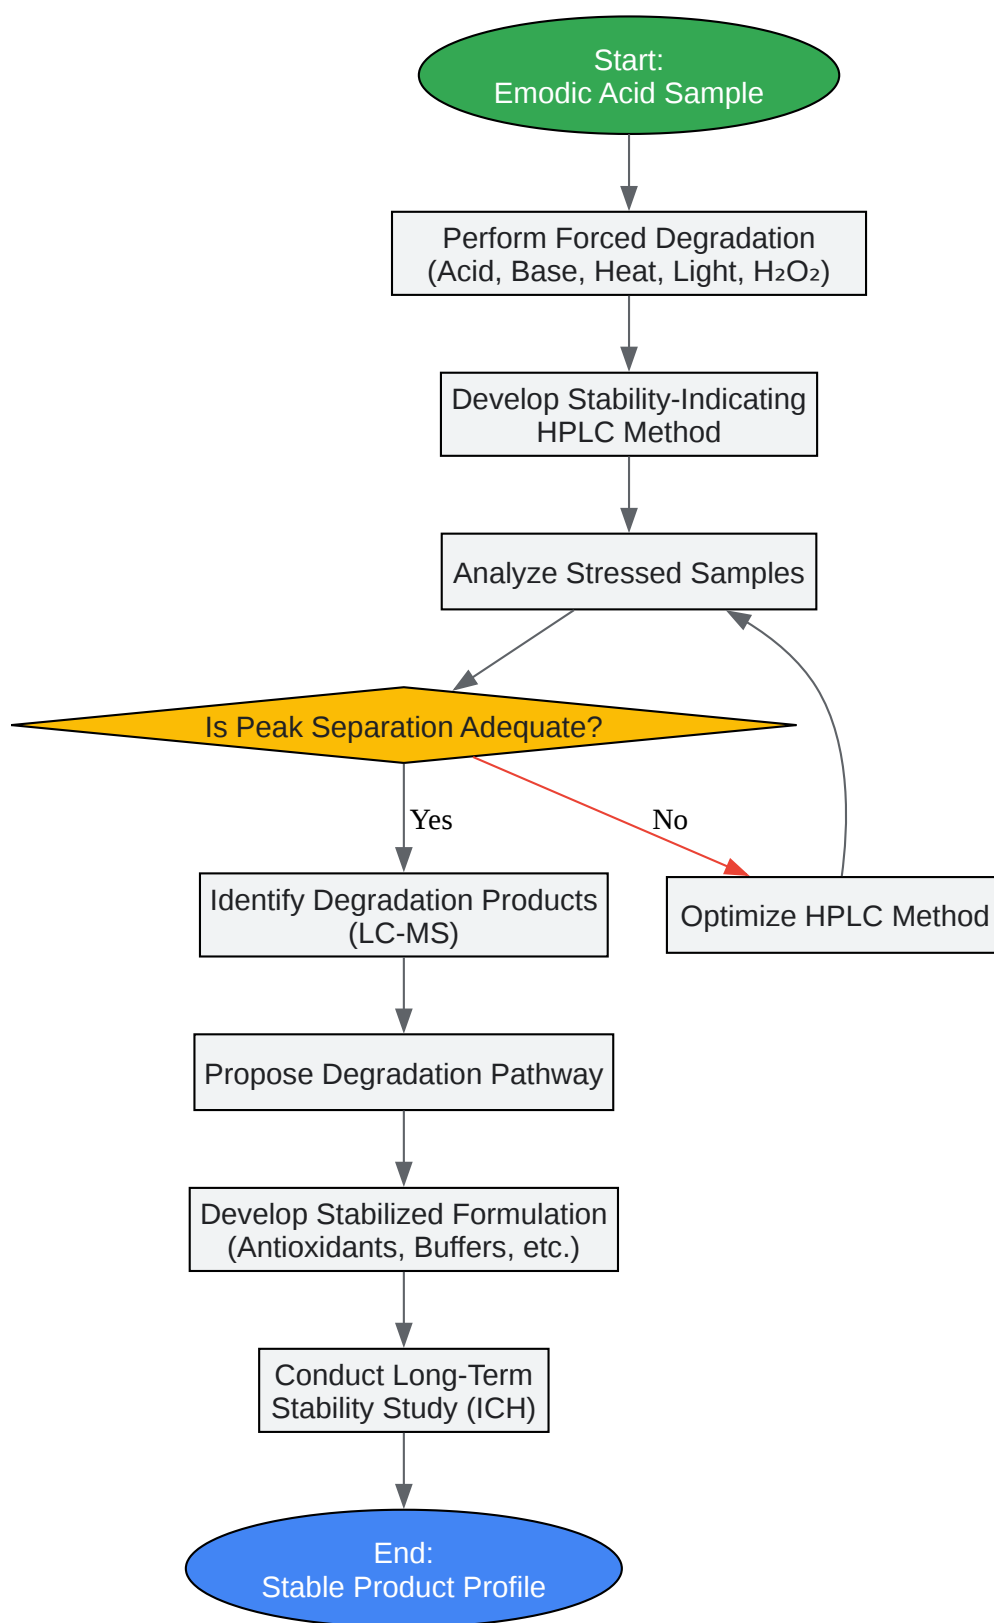 Start:
Emodic Acid Sample
Perform Forced Degradation
(Acid, Base, Heat, Light, H₂O₂)
Develop Stability-Indicating
HPLC Method
Analyze Stressed Samples
Is Peak Separation Adequate?
Yes
No
Identify Degradation Products
(LC-MS)
Optimize HPLC Method
Propose Degradation Pathway
Develop Stabilized Formulation
(Antioxidants, Buffers, etc.)
Conduct Long-Term
Stability Study (ICH)
End:
Stable Product Profile